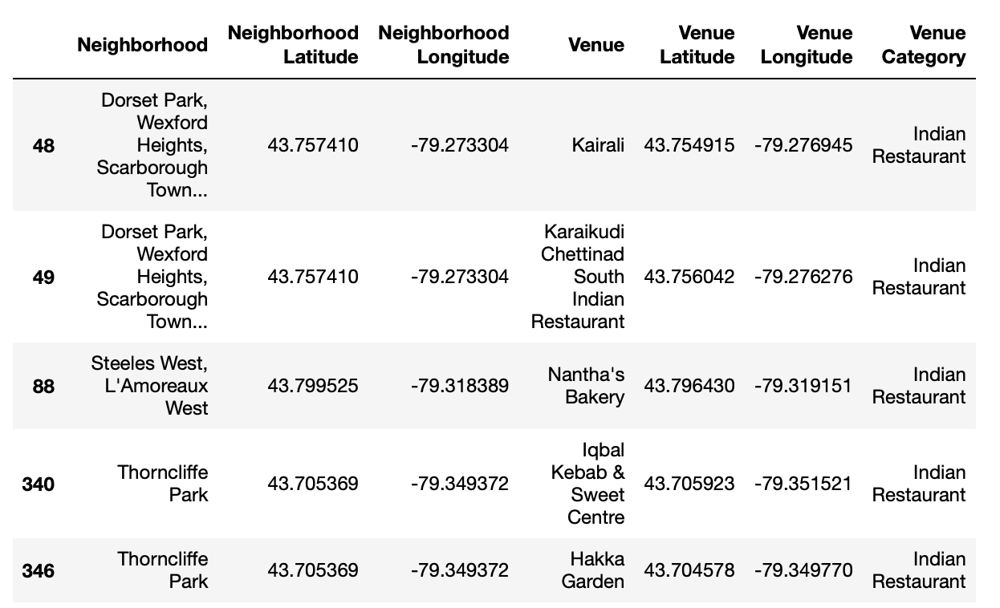 Neighborhood Neighborhood Latitude Neighborhood Longitude Venue Venue Latitude Venue Longitude Venue Category
48 Dorset Park, Wexford Heights, Scarborough Town... 43.757410 -79.273304 Kairali 43.754915 -79.276945 Indian Restaurant
49 Dorset Park, Wexford Heights, Scarborough Town... 43.757410 -79.273304 Karaikudi Chettinad South Indian Restaurant 43.756042 -79.276276 Indian Restaurant
88 Steeles West, L'Amoreaux West 43.799525 -79.318389 Nantha's Bakery 43.796430 -79.319151 Indian Restaurant
340 Thorncliffe Park 43.705369 -79.349372 Iqbal Kebab & Sweet Centre 43.705923 -79.351521 Indian Restaurant
346 Thorncliffe Park 43.705369 -79.349372 Hakka Garden 43.704578 -79.349770 Indian Restaurant